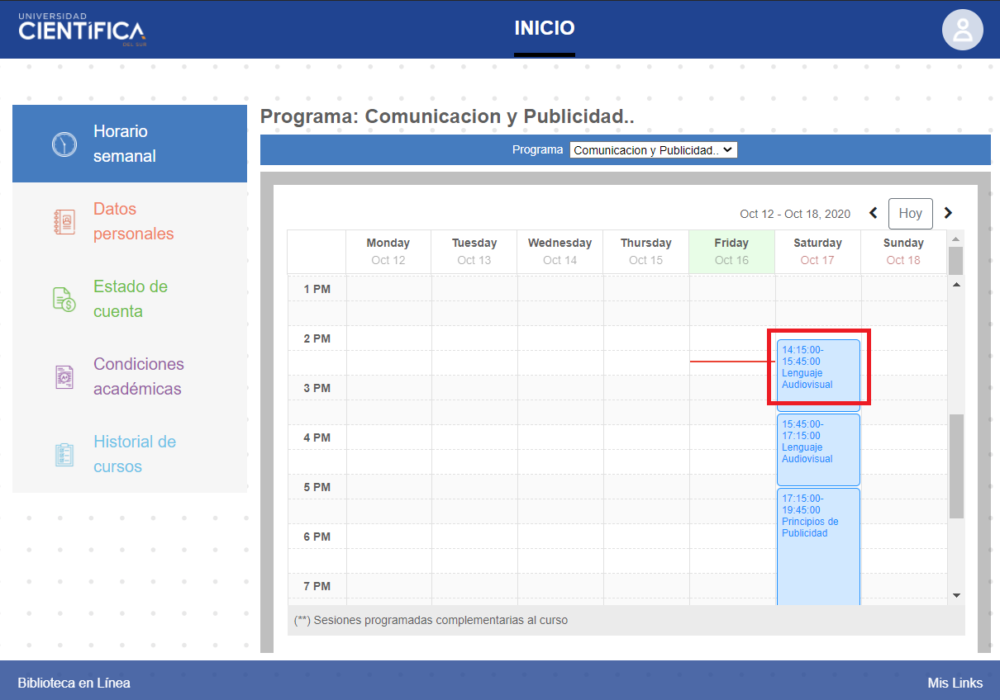 UNIVERSIDAD
CIENTÍFICA
DEL SUR
INICIO
Horario
semanal
Datos
personales
Estado de
cuenta
Condiciones
académicas
Historial de
cursos
Programa: Comunicacion y Publicidad..
Programa Comunicacion y Publicidad..
Oct 12 - Oct 18, 2020 Hoy
Monday Tuesday Wednesday Thursday Friday Saturday Sunday
Oct 12 Oct 13 Oct 14 Oct 15 Oct 16 Oct 17 Oct 18
1 PM
2 PM
3 PM
4 PM
5 PM
6 PM
7 PM
14:15:00-
15:45:00
Lenguaje
Audiovisual
15:45:00-
17:15:00
Lenguaje
Audiovisual
17:15:00-
19:45:00
Principios de
Publicidad
(**) Sesiones programadas complementarias al curso
Biblioteca en Línea Mis Links